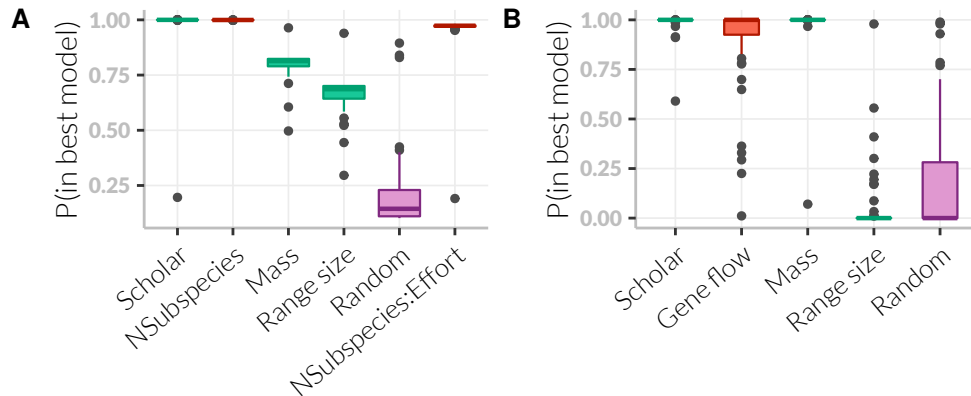 A
P(in best model)
1.00
0.75
0.50
0.25
Scholar
NSubspecies
Mass
Range size
Random
NSubspecies:Effort
B
P(in best model)
1.00
0.75
0.50
0.25
0.00
Scholar
Gene flow
Mass
Range size
Random